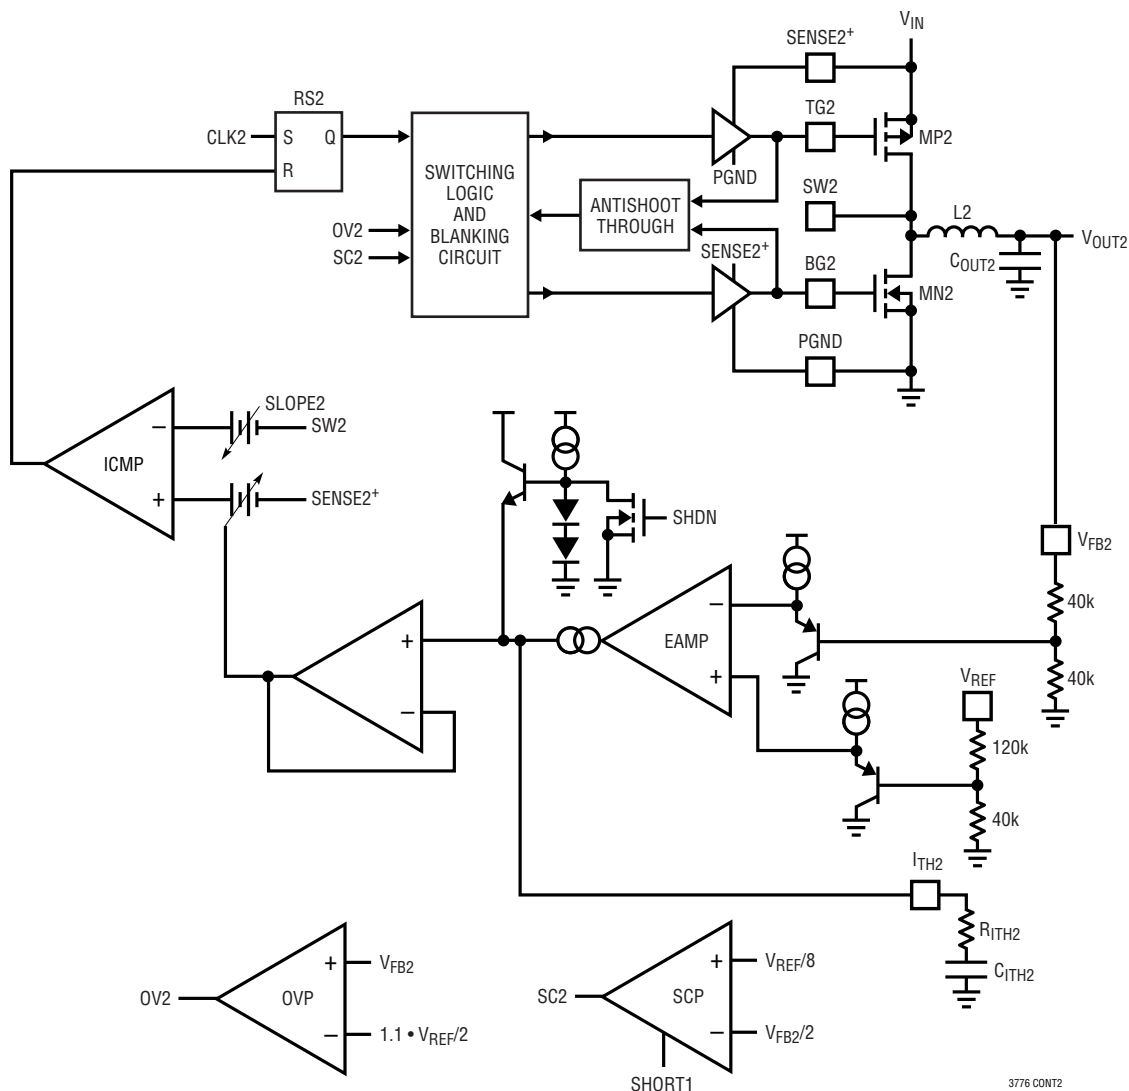 V_IN
SENSE2+
RS2
TG2
CLK2
S
Q
MP2
R
SWITCHING
LOGIC
AND
BLANKING
CIRCUIT
PGND
ANTISHOOT
THROUGH
SW2
L2
OV2
SC2
V_OUT2
SENSE2+
BG2
C_OUT2
MN2
PGND
SLOPE2
–
SW2
ICMP
+
SENSE2+
SHDN
V_FB2
–
40k
+
EAMP
+
40k
V_REF
–
120k
40k
I_TH2
R_ITH2
+
V_FB2
+
V_REF/8
C_ITH2
OV2
OVP
SC2
SCP
–
1.1 • V_REF/2
–
V_FB2/2
SHORT1
3776 CONT2